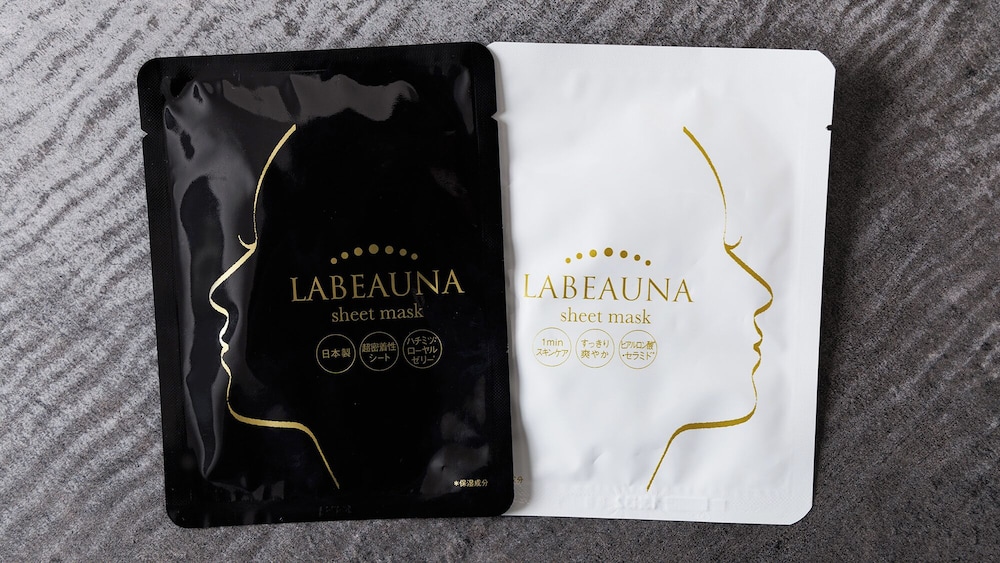 LABEAUNA
sheet mask
日本製
超密着性
シート
ハチミツ*
ローヤル
ゼリー*
*保湿成分
LABEAUNA
sheet mask
1min
スキンケア
すっきり
爽やか
ヒアルロン酸*
・セラミド*
分